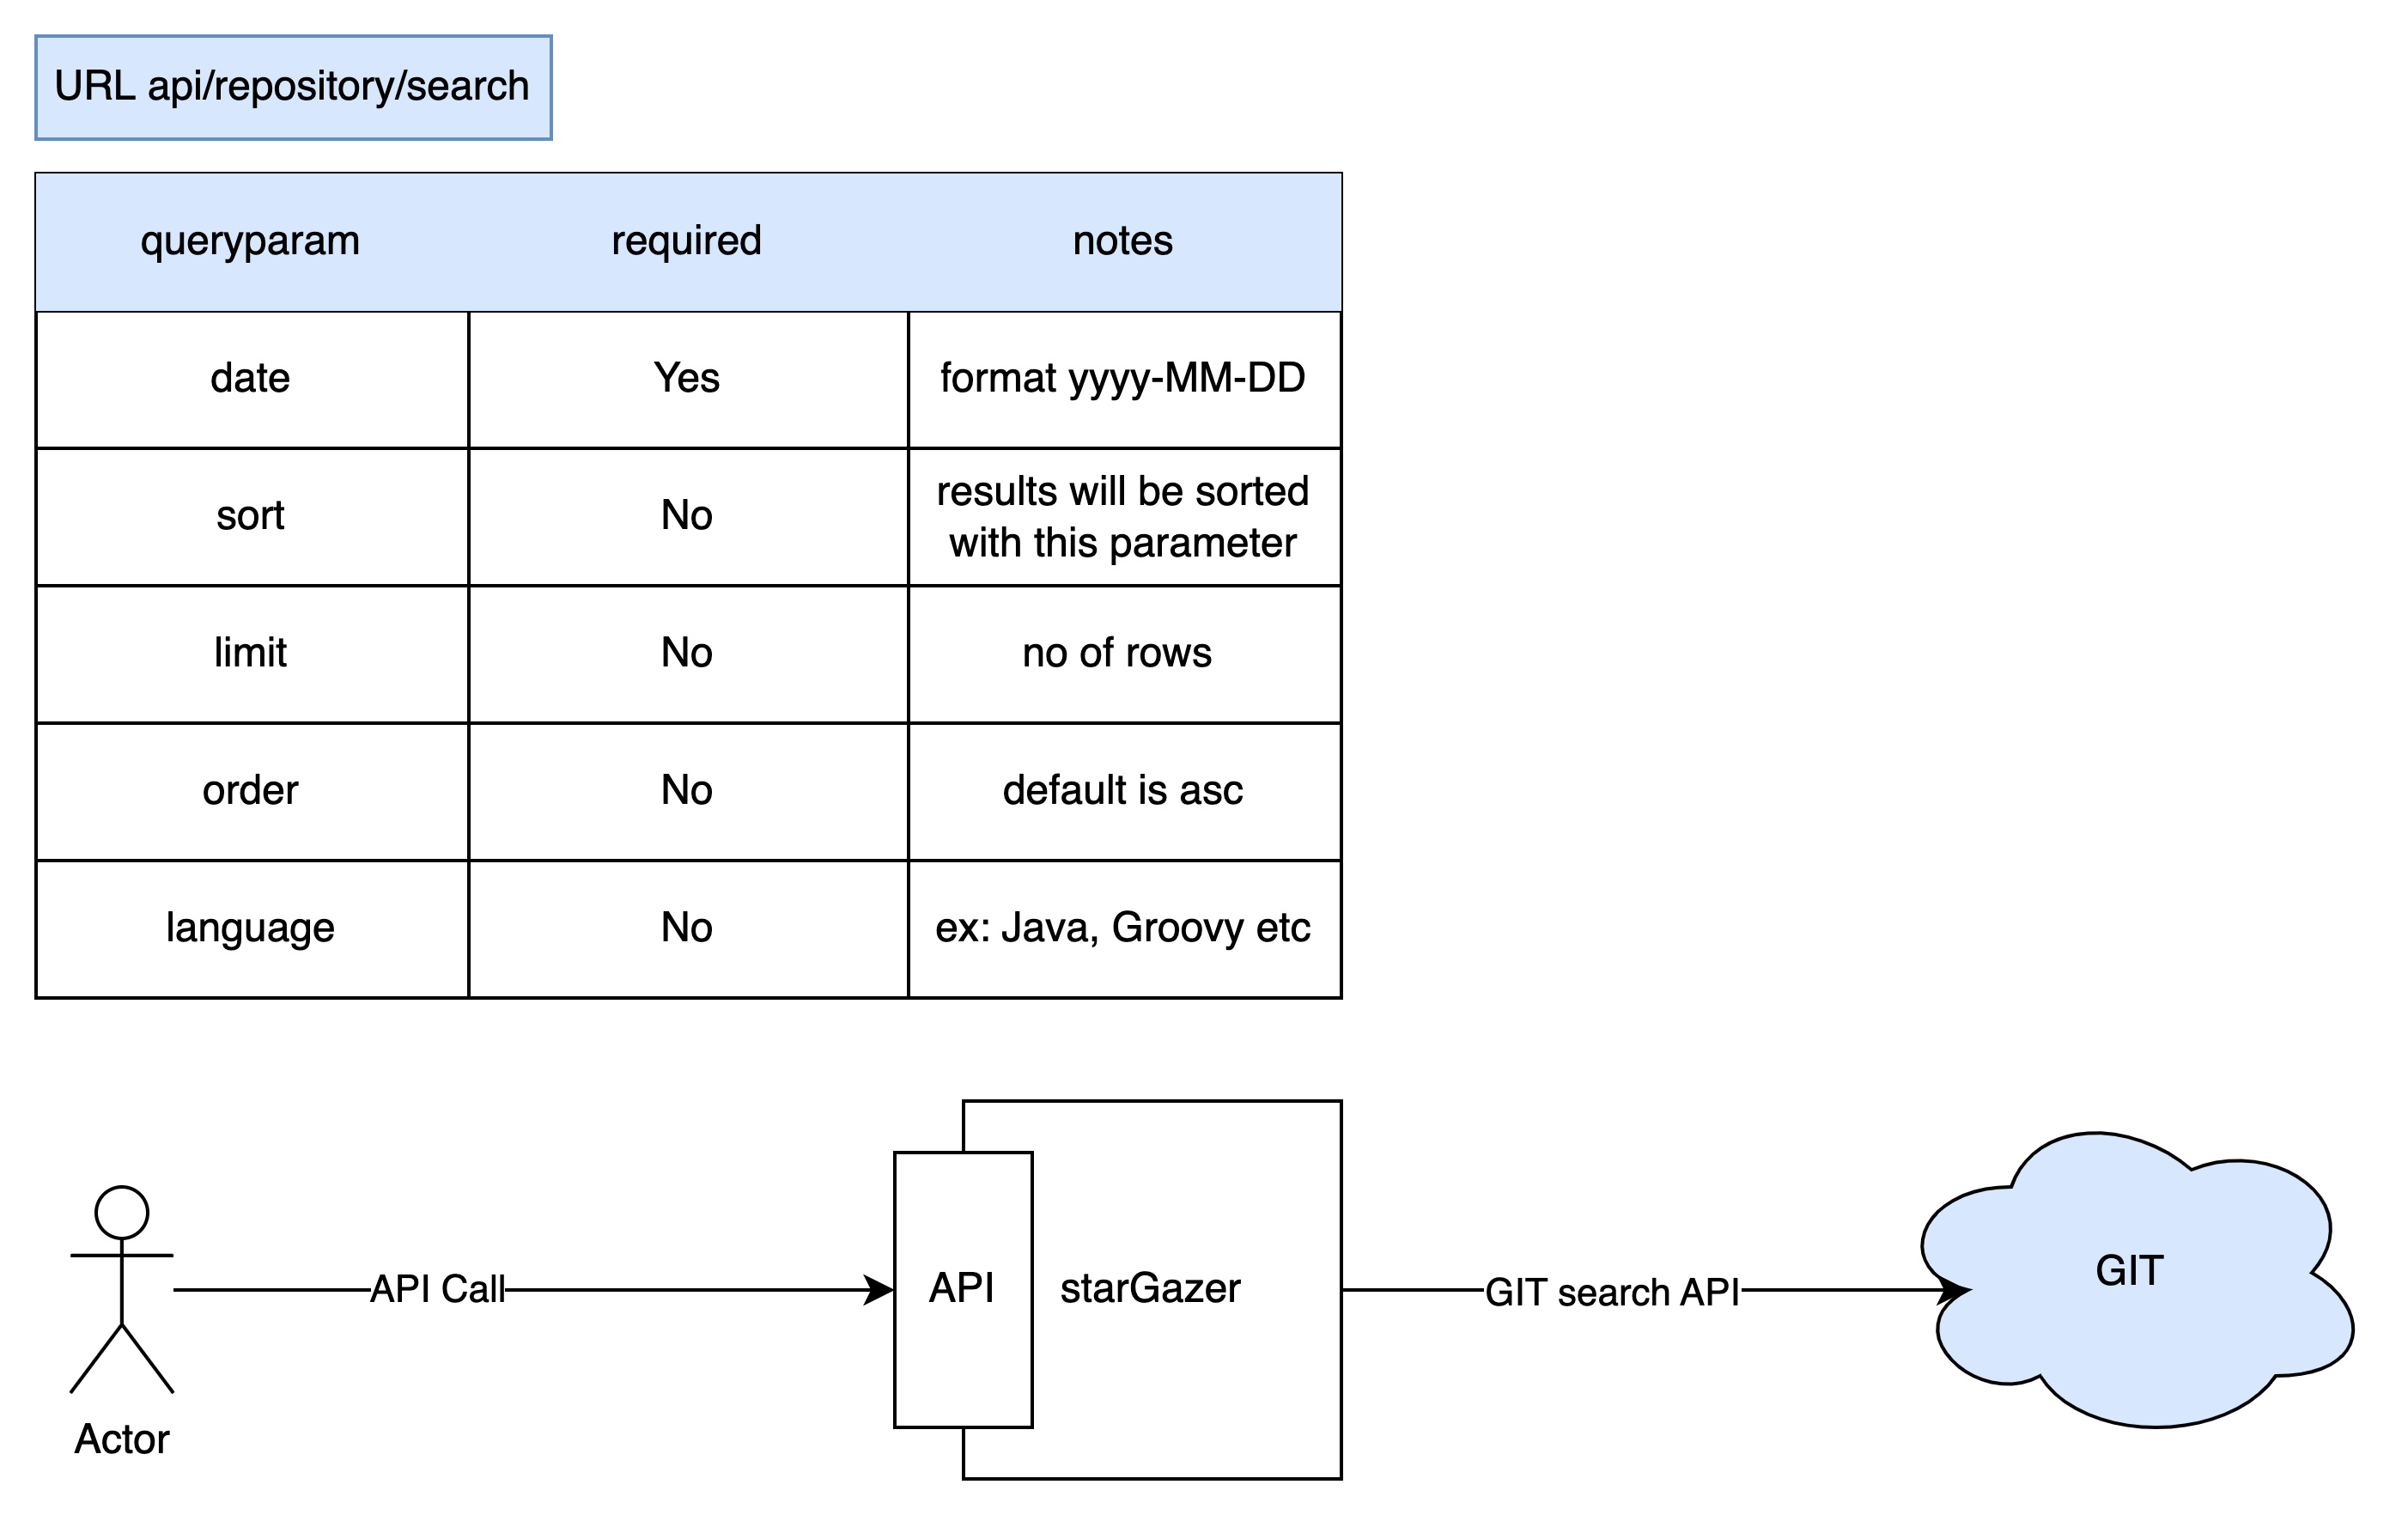 URL api/repository/search
queryparam required notes
date Yes format yyyy-MM-DD
sort No results will be sorted
with this parameter
limit No no of rows
order No default is asc
language No ex: Java, Groovy etc
API Call
API
starGazer
GIT search API
GIT
Actor